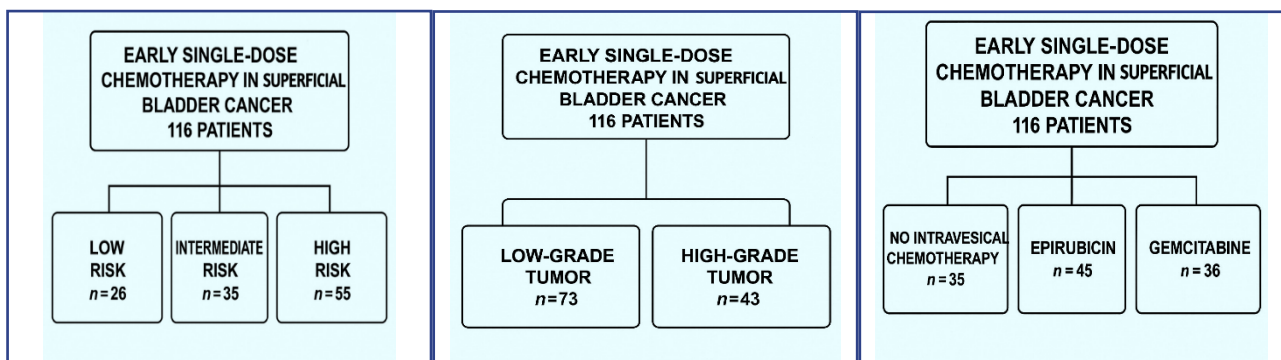 EARLY SINGLE-DOSE
CHEMOTHERAPY IN SUPERFICIAL
BLADDER CANCER
116 PATIENTS
LOW
RISK
n=26
INTERMEDIATE
RISK
n=35
HIGH
RISK
n=55
EARLY SINGLE-DOSE
CHEMOTHERAPY IN SUPERFICIAL
BLADDER CANCER
116 PATIENTS
LOW-GRADE
TUMOR
n=73
HIGH-GRADE
TUMOR
n=43
EARLY SINGLE-DOSE
CHEMOTHERAPY IN SUPERFICIAL
BLADDER CANCER
116 PATIENTS
NO INTRAVESICAL
CHEMOTHERAPY
n=35
EPIRUBICIN
n=45
GEMCITABINE
n=36